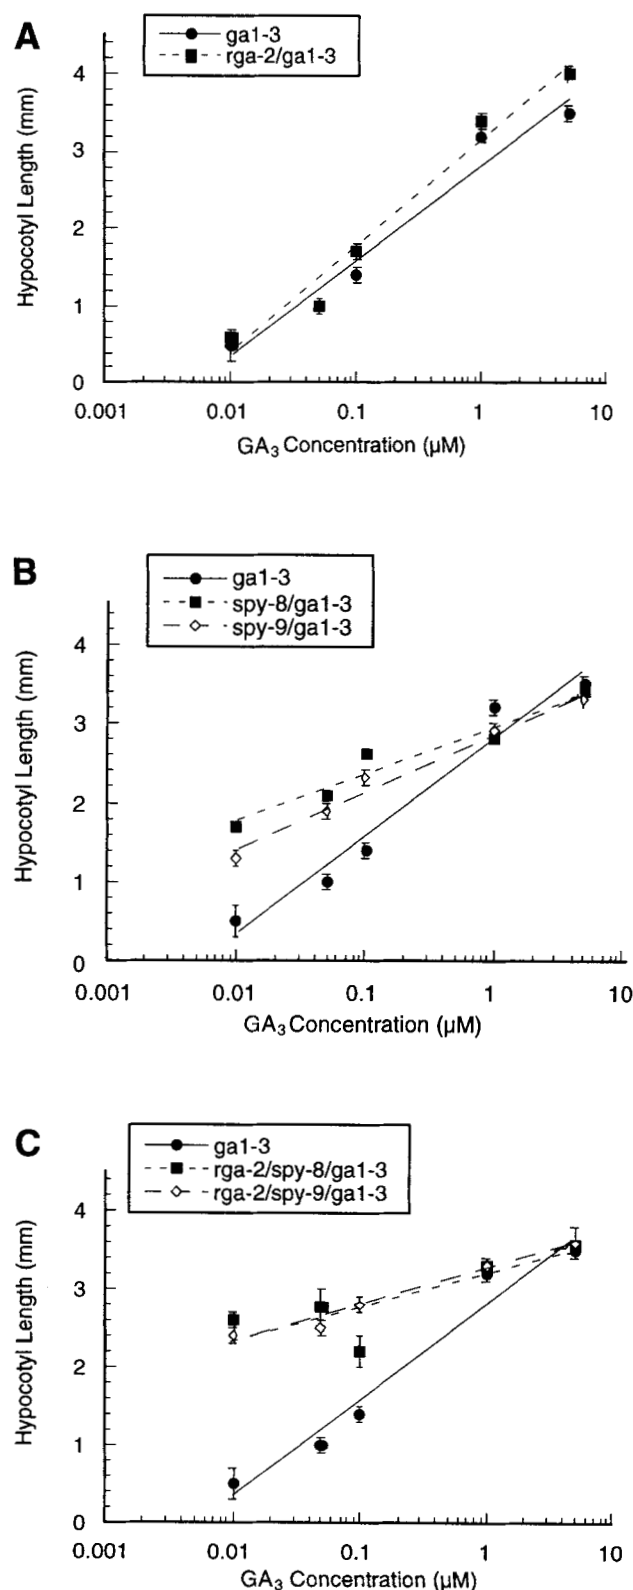 A
ga1-3
rga-2/ga1-3
Hypocotyl Length (mm)
4
3
2
1
0
0.001 0.01 0.1 1 10
GA3 Concentration (µM)
B
ga1-3
spy-8/ga1-3
spy-9/ga1-3
Hypocotyl Length (mm)
4
3
2
1
0
0.001 0.01 0.1 1 10
GA3 Concentration (µM)
C
ga1-3
rga-2/spy-8/ga1-3
rga-2/spy-9/ga1-3
Hypocotyl Length (mm)
4
3
2
1
0
0.001 0.01 0.1 1 10
GA3 Concentration (µM)